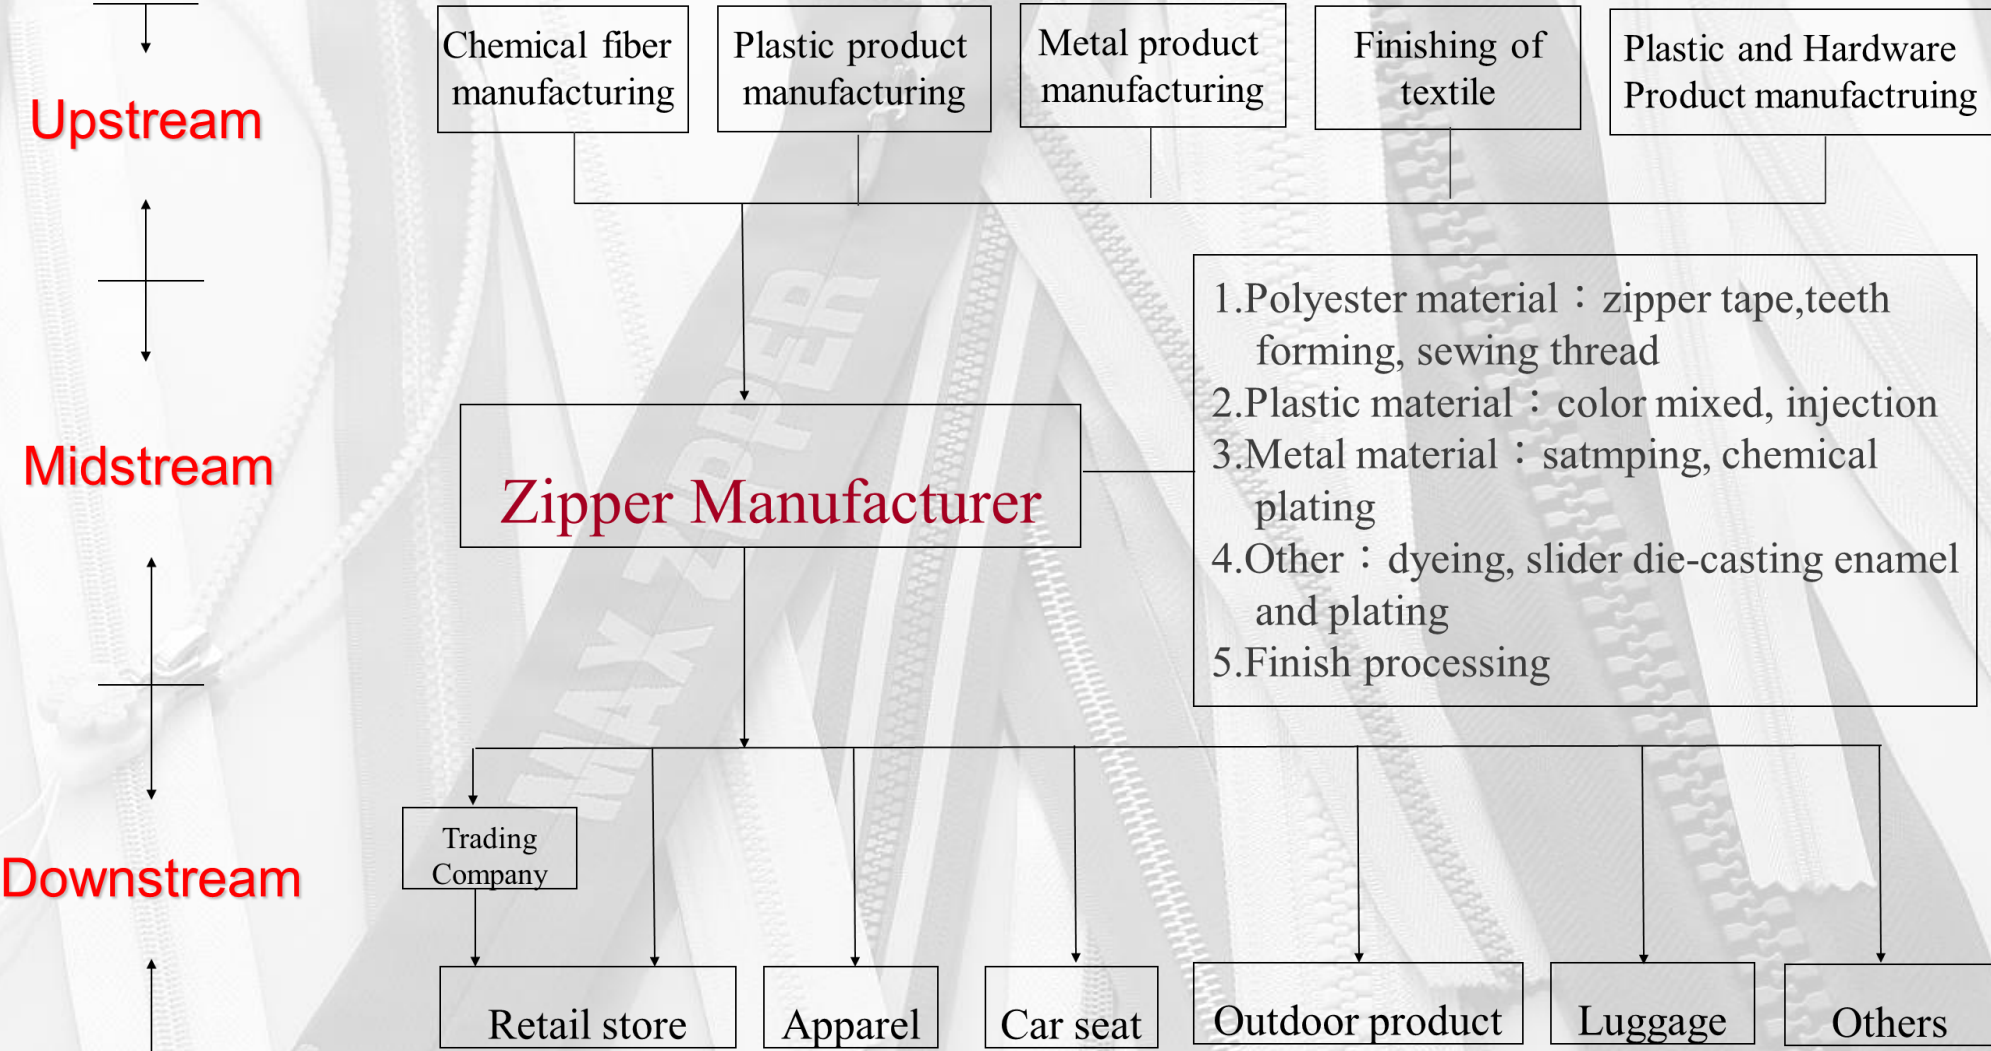 Chemical fiber
manufacturing
Plastic product
manufacturing
Metal product
manufacturing
Finishing of
textile
Plastic and Hardware
Product manufactruing
Upstream
1.Polyester material：zipper tape,teeth
forming, sewing thread
2.Plastic material：color mixed, injection
3.Metal material：satmping, chemical
plating
4.Other：dyeing, slider die-casting enamel
and plating
5.Finish processing
Midstream
Zipper Manufacturer
MAX ZIPPER
Trading
Company
Downstream
Retail store
Apparel
Car seat
Outdoor product
Luggage
Others